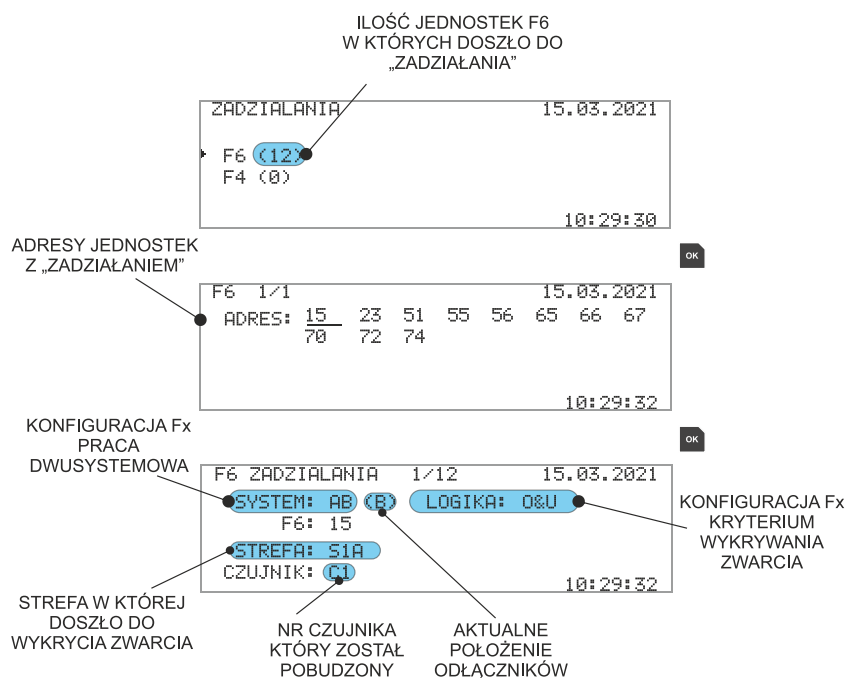 ILOŚĆ JEDNOSTEK F6
W KTÓRYCH DOSZŁO DO
„ZADZIAŁANIA”
ZADZIALANIA 15.03.2021
F6 (12)
F4 (0)
10:29:30
ADRESY JEDNOSTEK
Z „ZADZIAŁANIEM”
OK
F6 1/1 15.03.2021
ADRES: 15 23 51 55 56 65 66 67
70 72 74
10:29:32
KONFIGURACJA Fx
PRACA
DWUSYSTEMOWA
OK
F6 ZADZIALANIA 1/12 15.03.2021
SYSTEM: AB (B) LOGIKA: O&U
F6: 15
STREFA: S1A
CZUJNIK: C1
10:29:32
KONFIGURACJA Fx
KRYTERIUM
WYKRYWANIA
ZWARCIA
STREFA W KTÓREJ
DOSZŁO DO
WYKRYCIA ZWARCIA
NR CZUJNIKA
KTÓRY ZOSTAŁ
POBUDZONY
AKTUALNE
POŁOŻENIE
ODŁĄCZNIKÓW